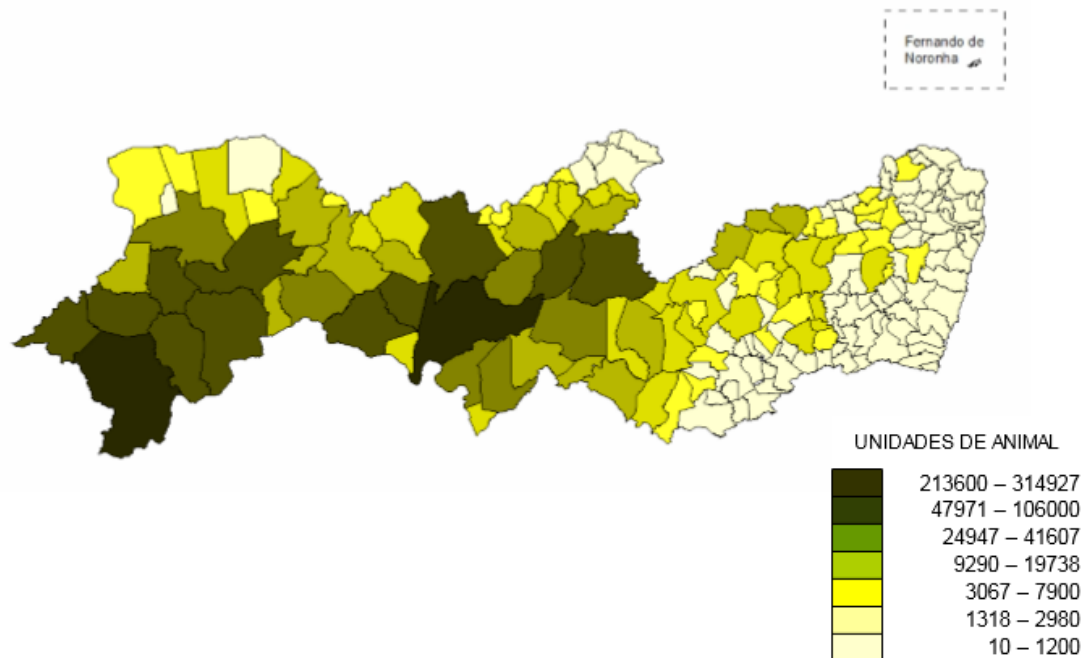 Fernando de
Noronha
UNIDADES DE ANIMAL
213600 – 314927
47971 – 106000
24947 – 41607
9290 – 19738
3067 – 7900
1318 – 2980
10 – 1200